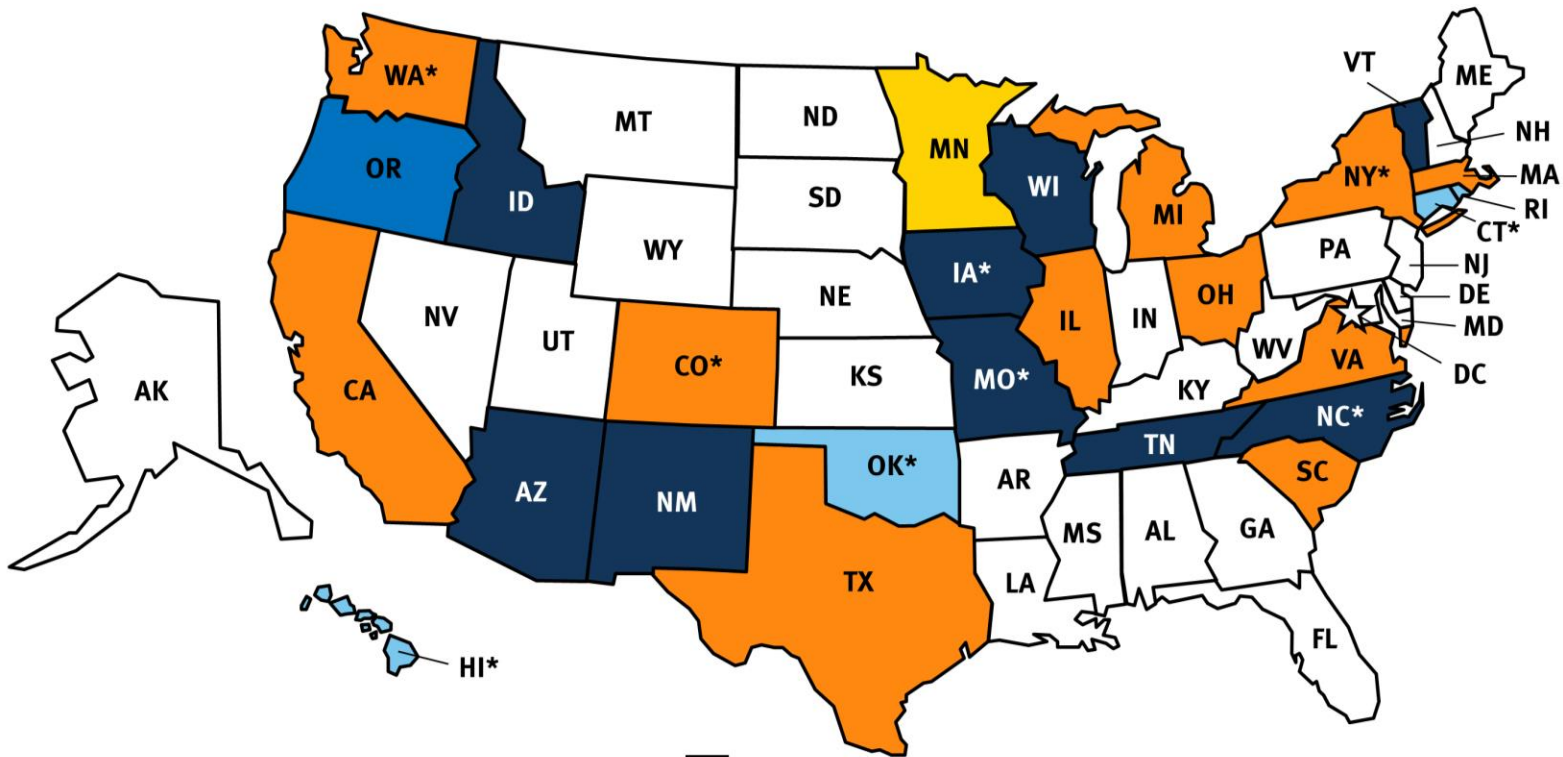 WA*
MT
ND
MN
VT
ME
NH
OR
ID
SD
WI
MI
NY*
MA
RI
CT*
WY
IA*
PA
NJ
NE
OH
DE
NV
UT
IL
IN
MD
CO*
WV
VA
DC
AK
CA
KS
MO*
KY
NC*
TN
AZ
NM
OK*
AR
SC
MS
AL
GA
TX
LA
FL
HI*